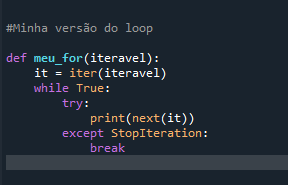 #Minha versão do loop
def meu_for(iteravel):
    it = iter(iteravel)
    while True:
        try:
            print(next(it))
        except StopIteration:
            break